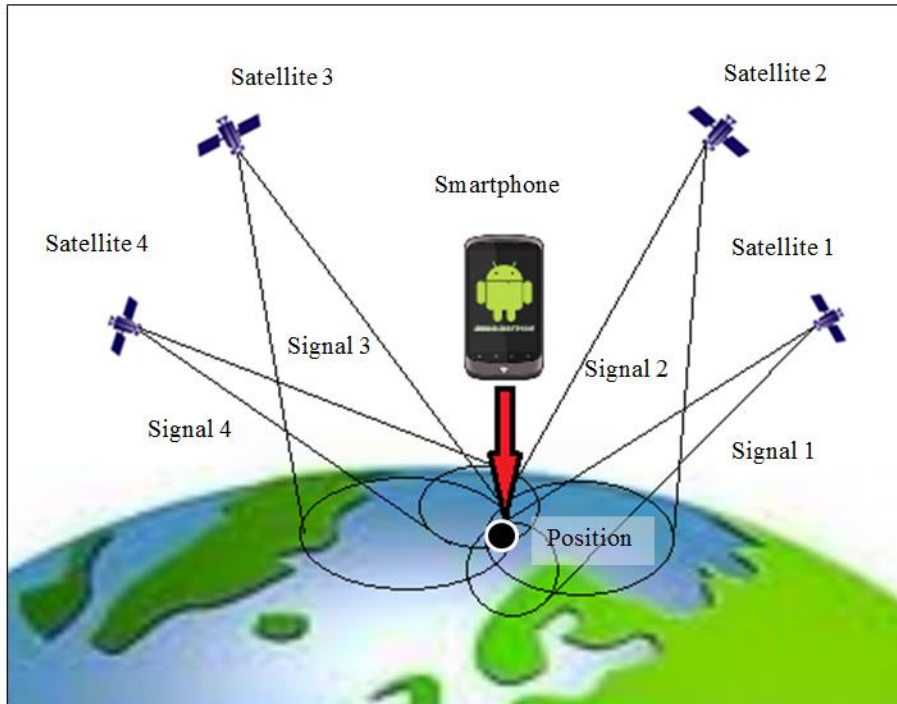 Satellite 3
Satellite 2
Smartphone
Satellite 4
Satellite 1
Signal 3
Signal 2
Signal 4
Signal 1
Position